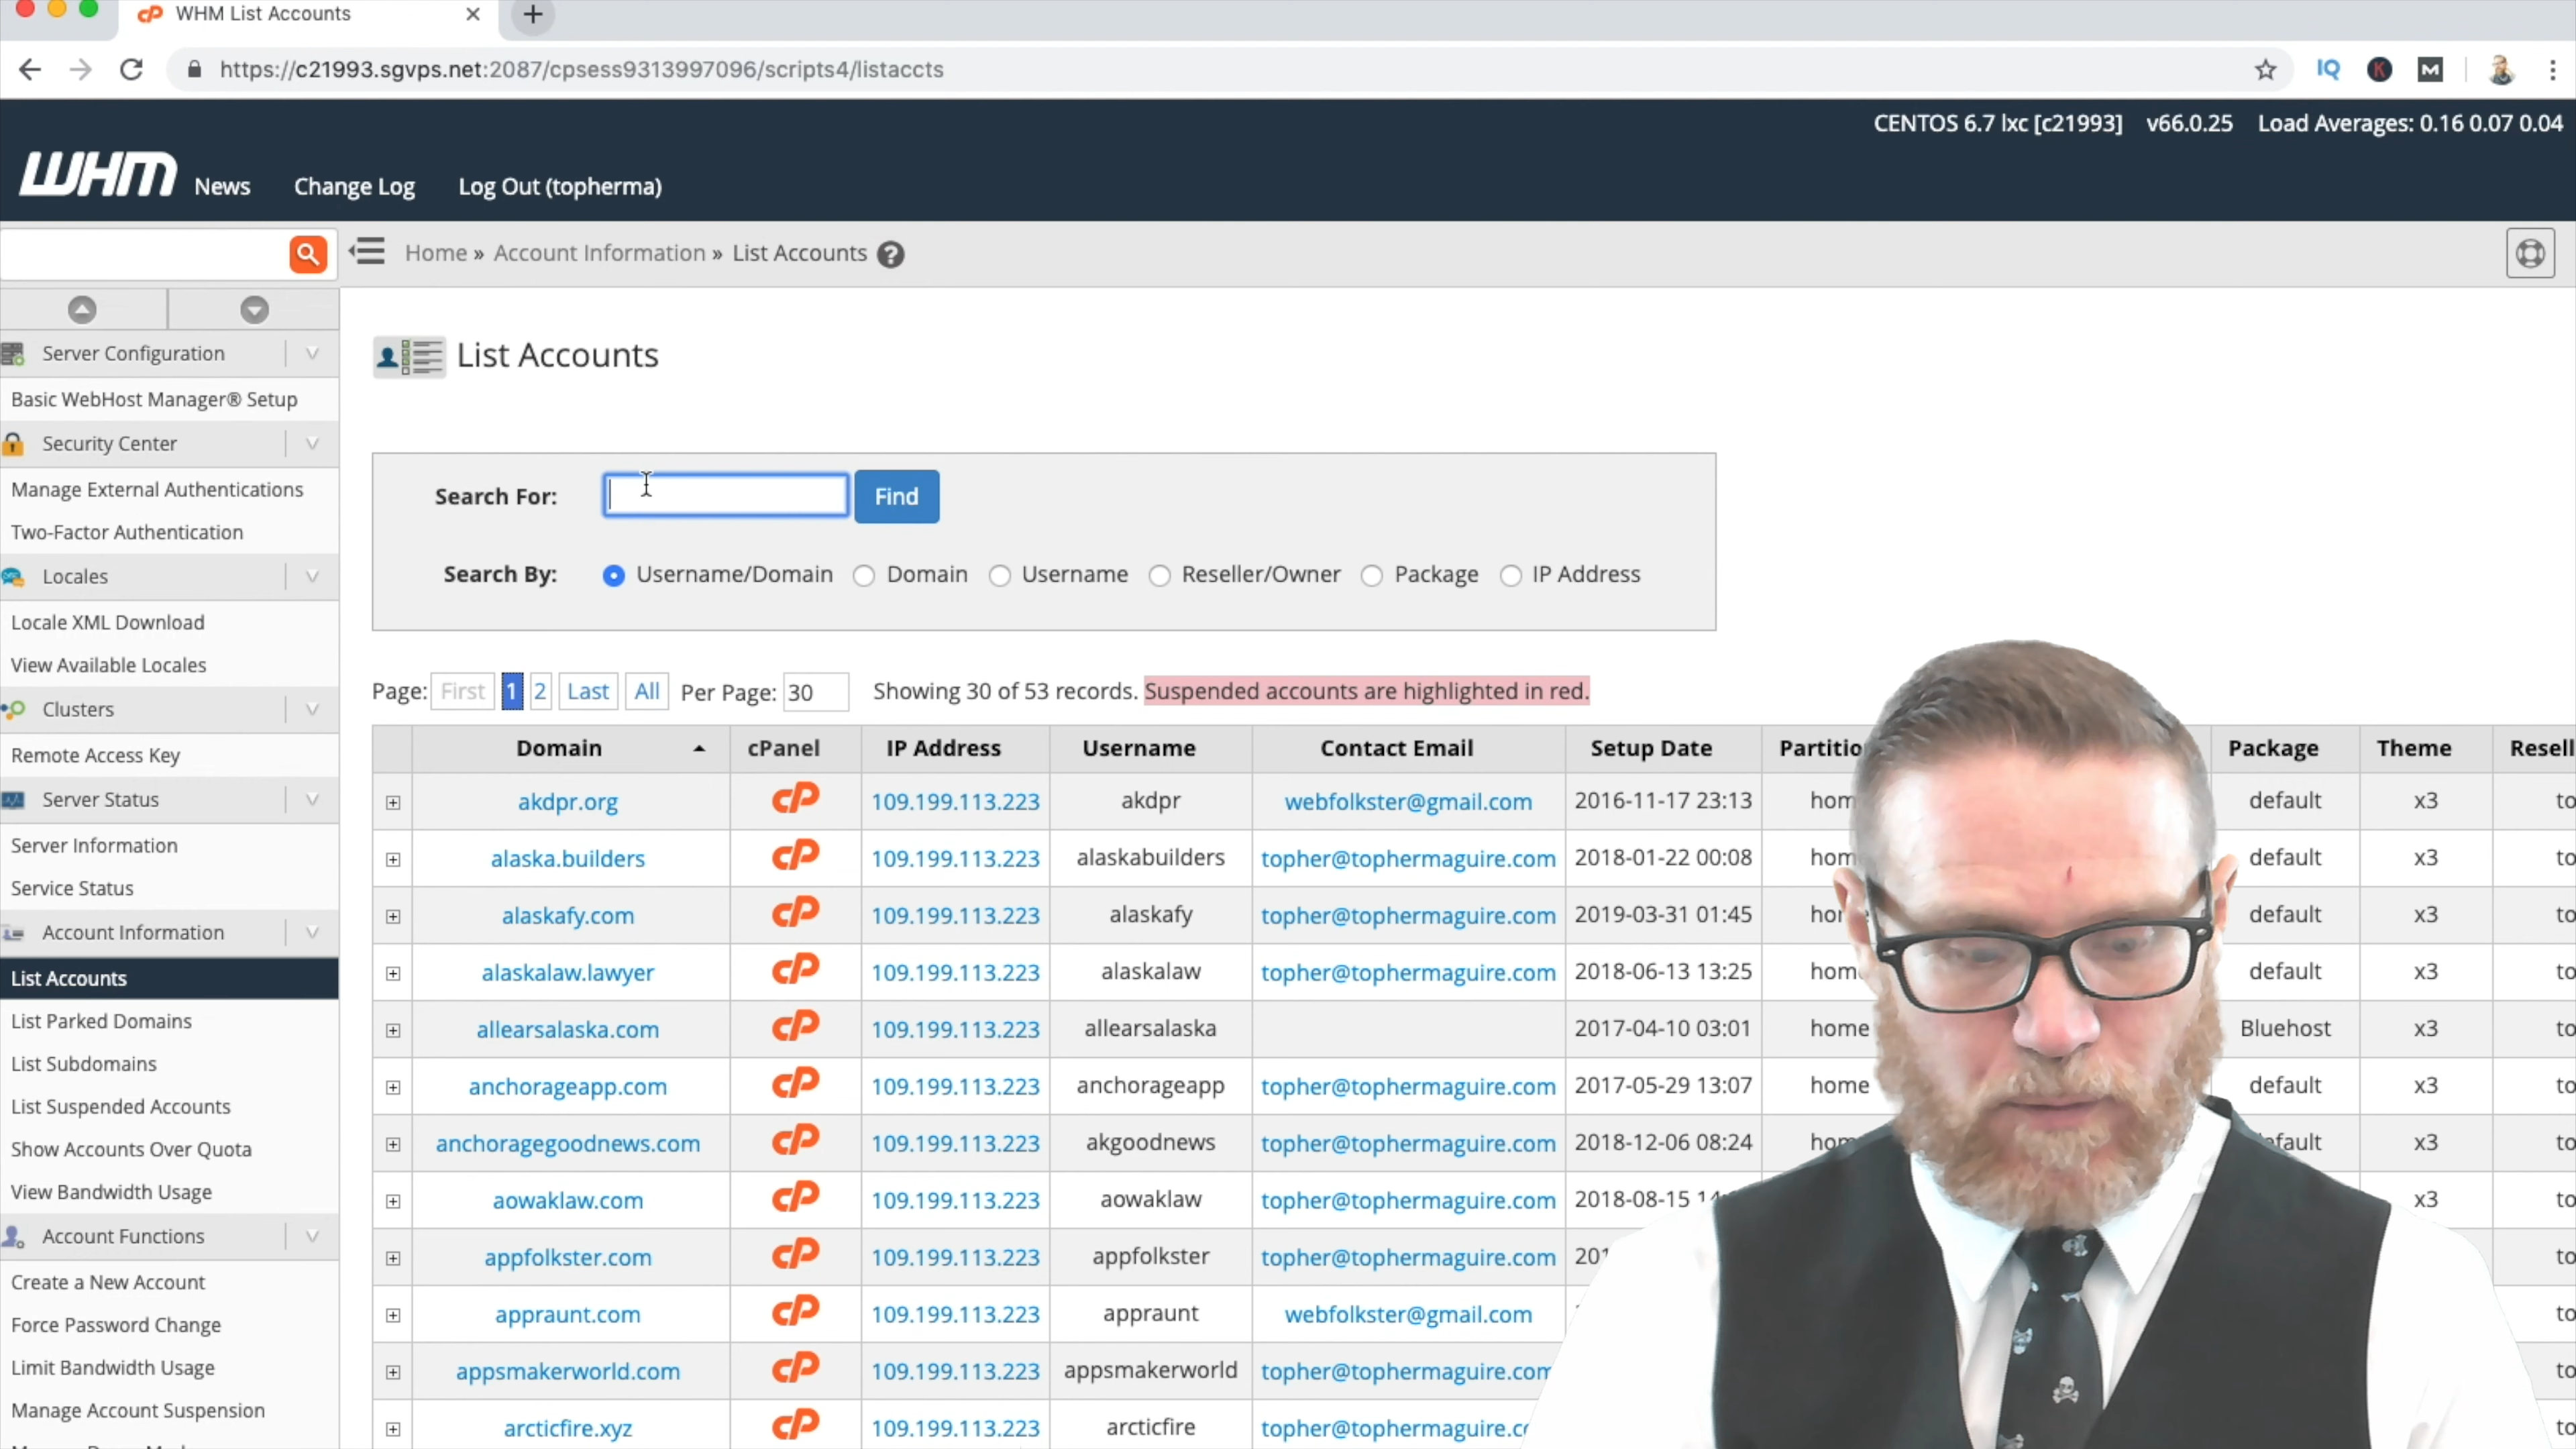 WHM List Accounts
https://c21993.sgvps.net:2087/cpsess9313997096/scripts4/listaccts
IQ
K
M
CENTOS 6.7 lxc [c21993] v66.0.25 Load Averages: 0.16 0.07 0.04
WHM News Change Log Log Out (topherma)
Home » Account Information » List Accounts
Server Configuration
Basic WebHost Manager® Setup
Security Center
Manage External Authentications
Two-Factor Authentication
Locales
Locale XML Download
View Available Locales
Clusters
Remote Access Key
Server Status
Server Information
Service Status
Account Information
List Accounts
List Parked Domains
List Subdomains
List Suspended Accounts
Show Accounts Over Quota
View Bandwidth Usage
Account Functions
Create a New Account
Force Password Change
Limit Bandwidth Usage
Manage Account Suspension
List Accounts
Search For: Find
Search By: Username/Domain Domain Username Reseller/Owner Package IP Address
Page: First 1 2 Last All Per Page: 30 Showing 30 of 53 records. Suspended accounts are highlighted in red.
Domain cPanel IP Address Username Contact Email Setup Date Partitio Package Theme Resell
akdpr.org cP 109.199.113.223 akdpr webfolkster@gmail.com 2016-11-17 23:13 hom default x3 to
alaska.builders cP 109.199.113.223 alaskabuilders topher@tophermaguire.com 2018-01-22 00:08 hom default x3 to
alaskafy.com cP 109.199.113.223 alaskafy topher@tophermaguire.com 2019-03-31 01:45 home default x3 to
alaskalaw.lawyer cP 109.199.113.223 alaskalaw topher@tophermaguire.com 2018-06-13 13:25 hom default x3 to
allearsalaska.com cP 109.199.113.223 allearsalaska 2017-04-10 03:01 home Bluehost x3 to
anchorageapp.com cP 109.199.113.223 anchorageapp topher@tophermaguire.com 2017-05-29 13:07 home default x3 to
anchoragegoodnews.com cP 109.199.113.223 akgoodnews topher@tophermaguire.com 2018-12-06 08:24 hom efault x3 to
aowaklaw.com cP 109.199.113.223 aowaklaw topher@tophermaguire.com 2018-08-15 x3 to
appfolkster.com cP 109.199.113.223 appfolkster topher@tophermaguire.com 201 to
appraunt.com cP 109.199.113.223 appraunt webfolkster@gmail.com to
appsmakerworld.com cP 109.199.113.223 appsmakerworld topher@tophermaguire.com to
arcticfire.xyz cP 109.199.113.223 arcticfire topher@tophermaguire.c to